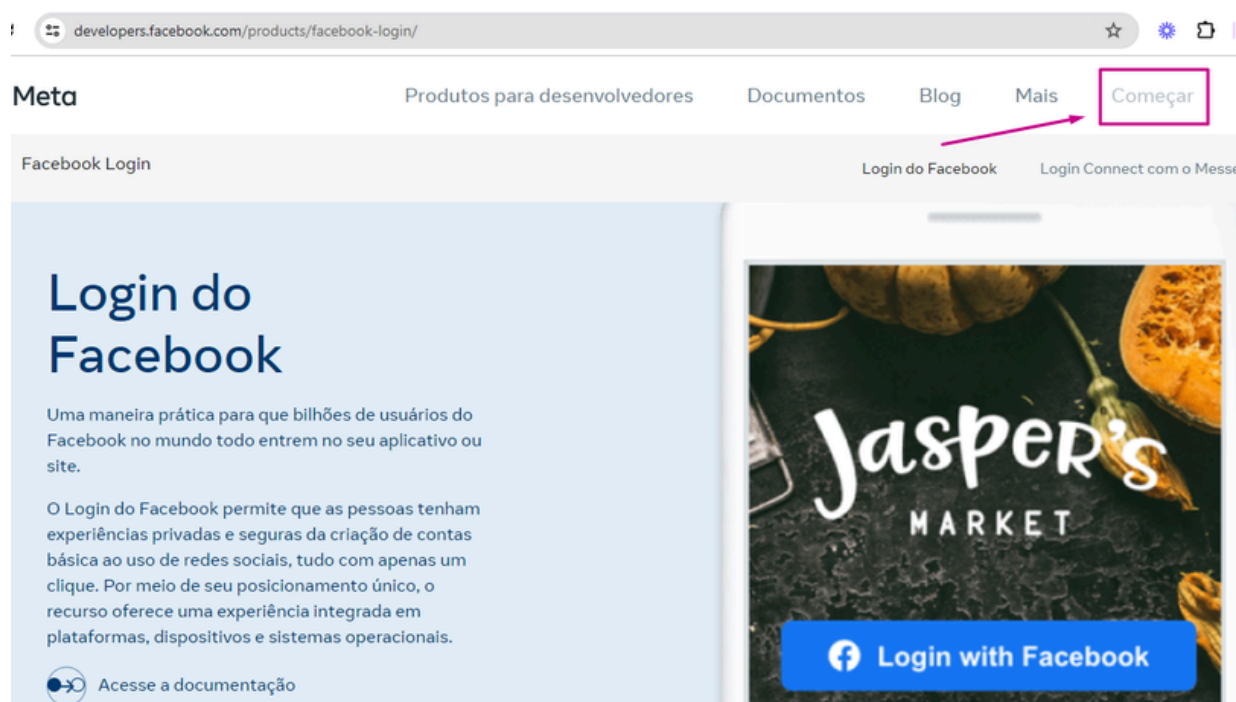 developers.facebook.com/products/facebook-login/
Meta
Produtos para desenvolvedores
Documentos
Blog
Mais
Começar
Facebook Login
Login do Facebook
Login Connect com o Messe
Login do
Facebook
Uma maneira prática para que bilhões de usuários do
Facebook no mundo todo entrem no seu aplicativo ou
site.
O Login do Facebook permite que as pessoas tenham
experiências privadas e seguras da criação de contas
básica ao uso de redes sociais, tudo com apenas um
clique. Por meio de seu posicionamento único, o
recurso oferece uma experiência integrada em
plataformas, dispositivos e sistemas operacionais.
Acesse a documentação
Jasper's
MARKET
Login with Facebook